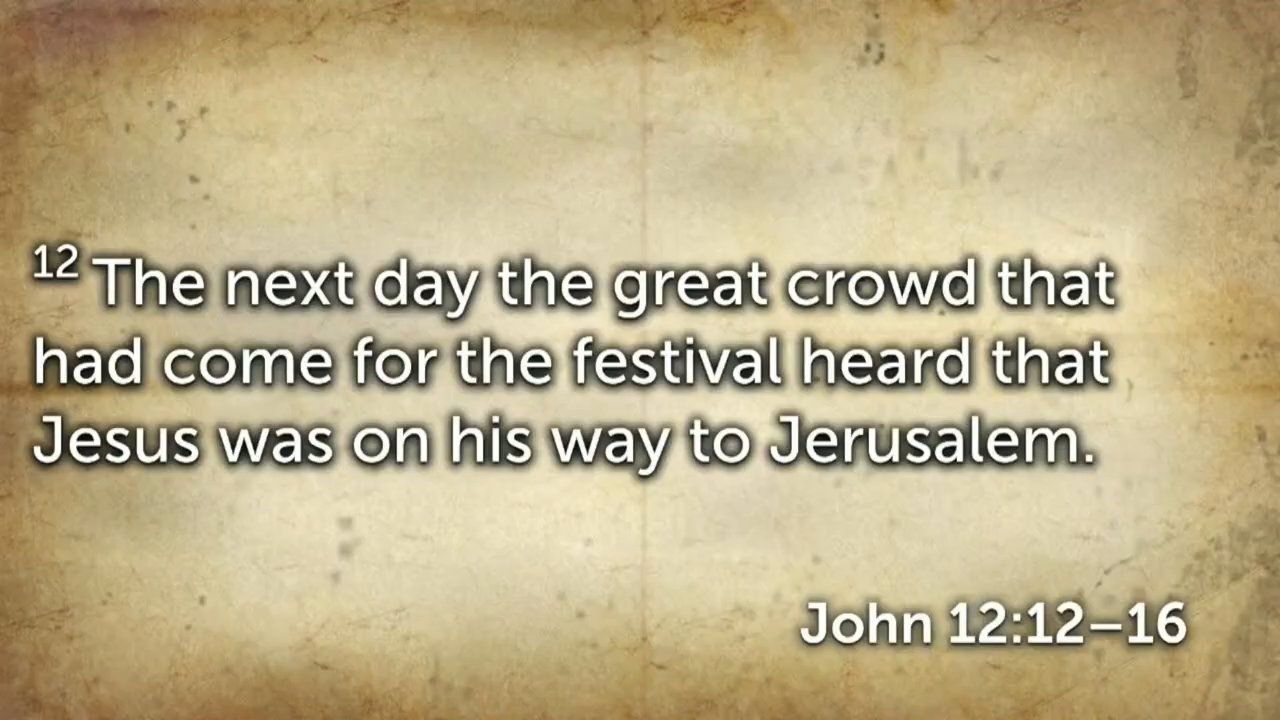 12 The next day the great crowd that
had come for the festival heard that
Jesus was on his way to Jerusalem.
John 12:12–16